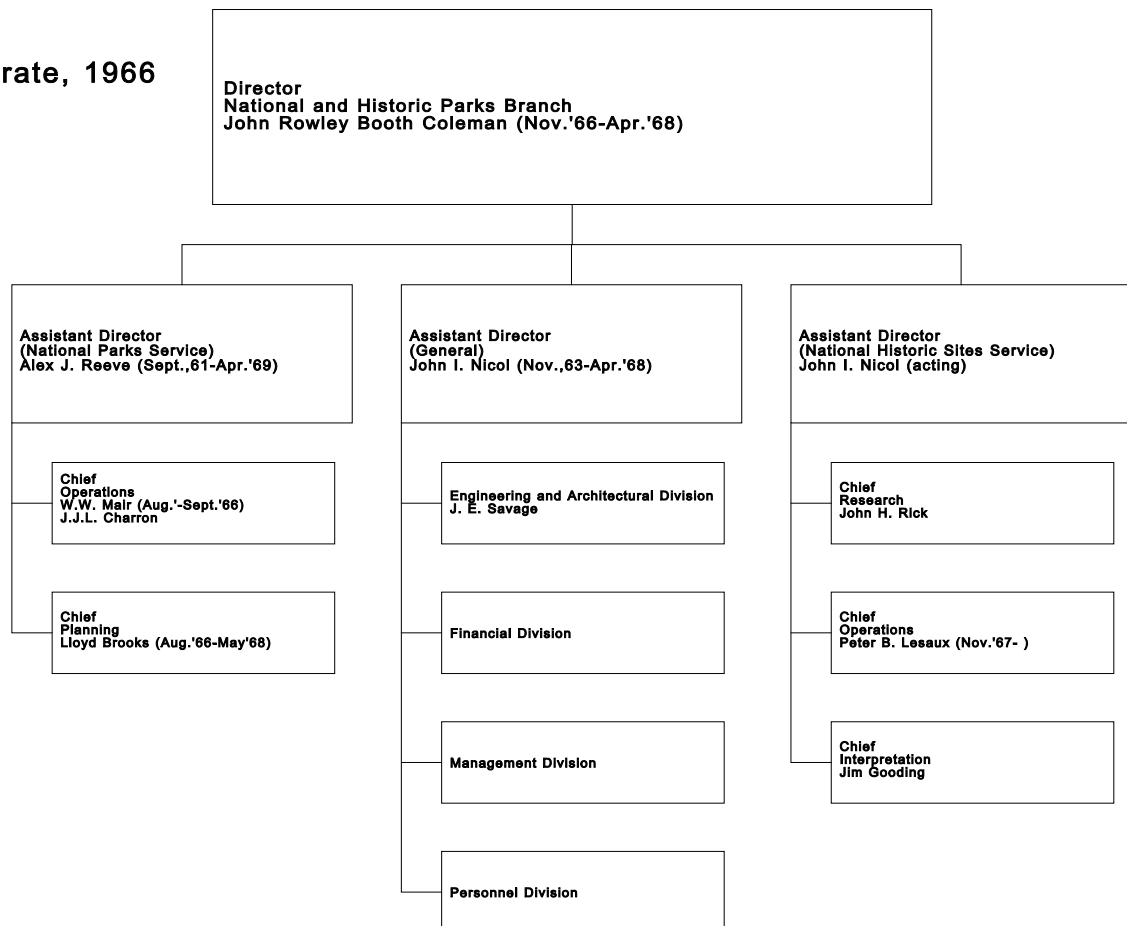 rate, 1966
Director
National and Historic Parks Branch
John Rowley Booth Coleman (Nov.'66-Apr.'68)
Assistant Director
(National Parks Service)
Alex J. Reeve (Sept.,61-Apr.'69)
Chief
Operations
W.W. Mair (Aug.'-Sept.'66)
J.J.L. Charron
Chief
Planning
Lloyd Brooks (Aug.'66-May'68)
Assistant Director
(General)
John I. Nicol (Nov.,63-Apr.'68)
Engineering and Architectural Division
J. E. Savage
Financial Division
Management Division
Personnel Division
Assistant Director
(National Historic Sites Service)
John I. Nicol (acting)
Chief
Research
John H. Rick
Chief
Operations
Peter B. Lesaux (Nov.'67- )
Chief
Interpretation
Jim Gooding